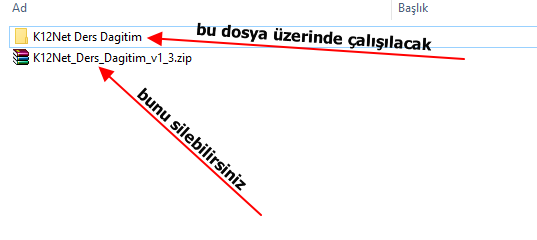 Ad Başlık
K12Net Ders Dagitim
bu dosya üzerinde çalışılacak
K12Net_Ders_Dagitim_v1_3.zip
bunu silebilirsiniz